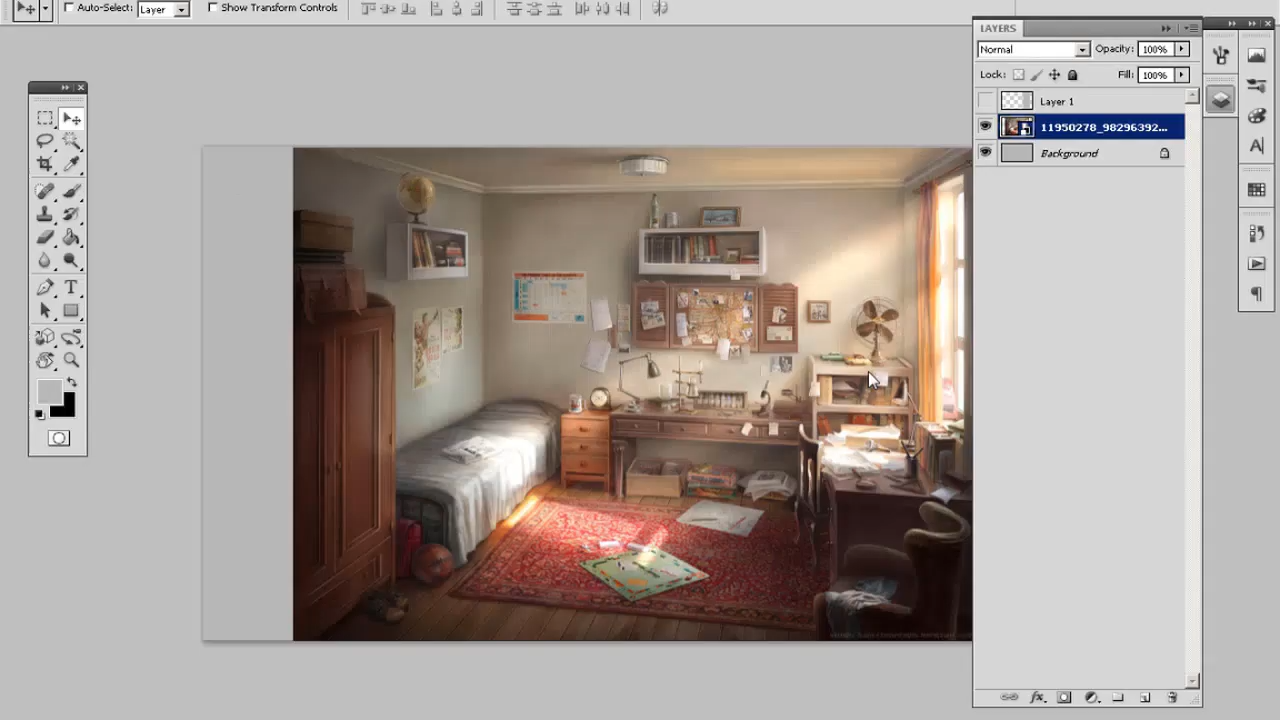 Auto-Select: Layer Show Transform Controls
LAYERS
Normal Opacity: 100%
Lock: Fill: 100%
Layer 1
11950278_98296392...
Background